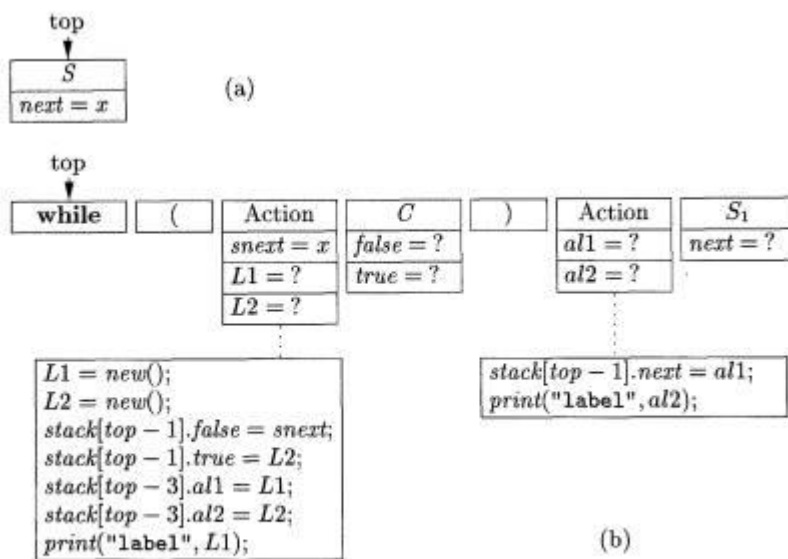 top
S
next = x
(a)
top
while ( Action C ) Action S₁
snext = x false = ? al1 = ? next = ?
L1 = ? true = ? al2 = ?
L2 = ?
L1 = new();
L2 = new();
stack[top − 1].false = snext;
stack[top − 1].true = L2;
stack[top − 3].al1 = L1;
stack[top − 3].al2 = L2;
print("label", L1);
stack[top − 1].next = al1;
print("label", al2);
(b)